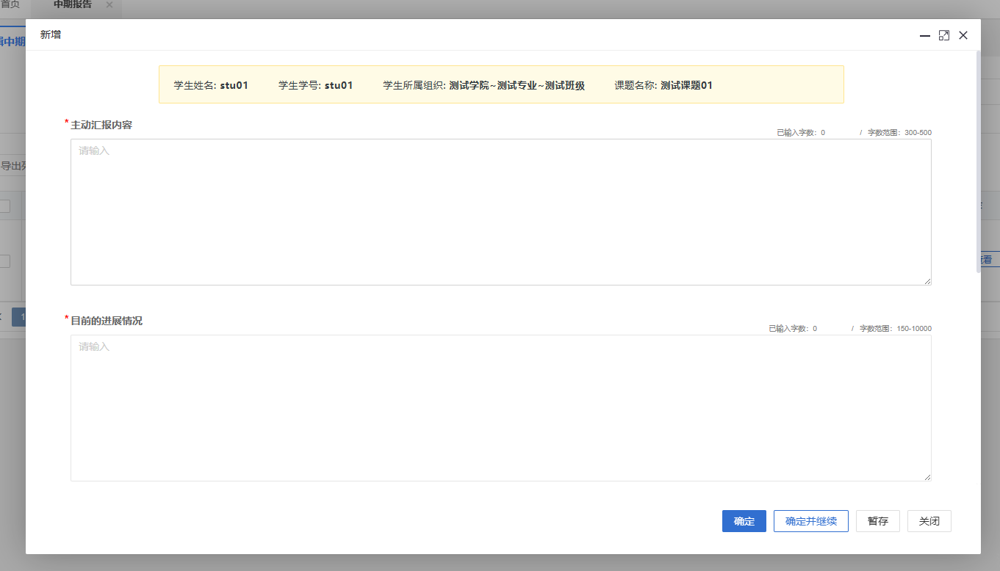 首页 中期报告
新增
学生姓名: stu01 学生学号: stu01 学生所属组织: 测试学院~测试专业~测试班级 课题名称: 测试课题01
* 主动汇报内容
已输入字数：0 / 字数范围：300-500
请输入
导出
查看
1
* 目前的进展情况
已输入字数：0 / 字数范围：150-10000
请输入
确定 确定并继续 暂存 关闭